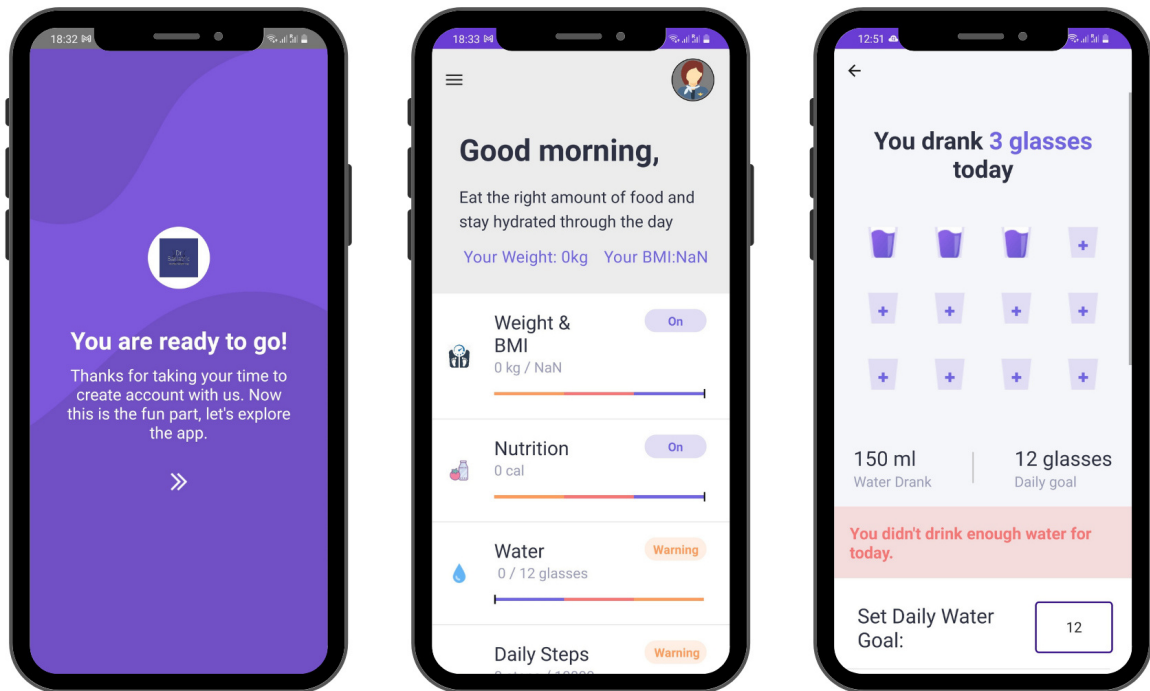 18:32
You are ready to go!
Thanks for taking your time to
create account with us. Now
this is the fun part, let's explore
the app.
18:33
Good morning,
Eat the right amount of food and
stay hydrated through the day
Your Weight: 0kg Your BMI:NaN
Weight &
BMI
On
0 kg / NaN
Nutrition
On
0 cal
Water
Warning
0 / 12 glasses
Daily Steps
Warning
12:51
You drank 3 glasses
today
150 ml
Water Drank
12 glasses
Daily goal
You didn't drink enough water for
today.
Set Daily Water
Goal:
12